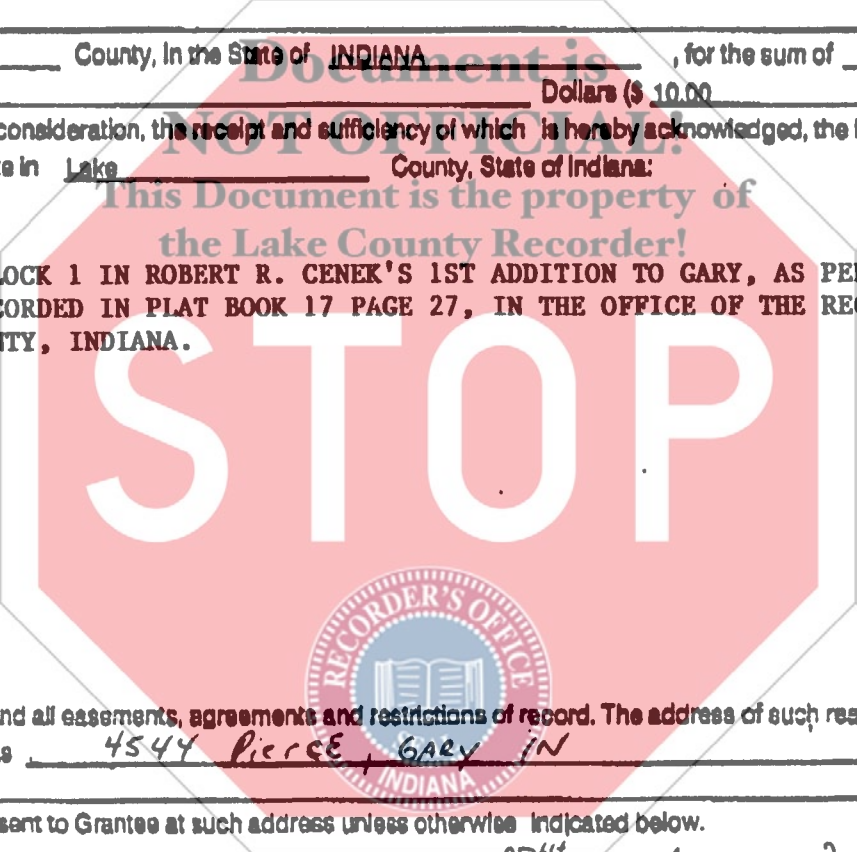 County, in the State of INDIANA , for the sum of
Document is
Dollars ($ 10.00
consideration, the receipt and sufficiency of which is hereby acknowledged, the
NOT OFFICIAL!
in Lake County, State of Indiana:
This Document is the property of
the Lake County Recorder!
LOCK 1 IN ROBERT R. CENEK'S 1ST ADDITION TO GARY, AS PE
CORDED IN PLAT BOOK 17 PAGE 27, IN THE OFFICE OF THE REC
NTY, INDIANA.
STOP
RECORDER'S OFFICE
SEAL
INDIANA
nd all easements, agreements and restrictions of record. The address of such rea
s 4544 Pierce, GARY IN
sent to Grantee at such address unless otherwise indicated below.